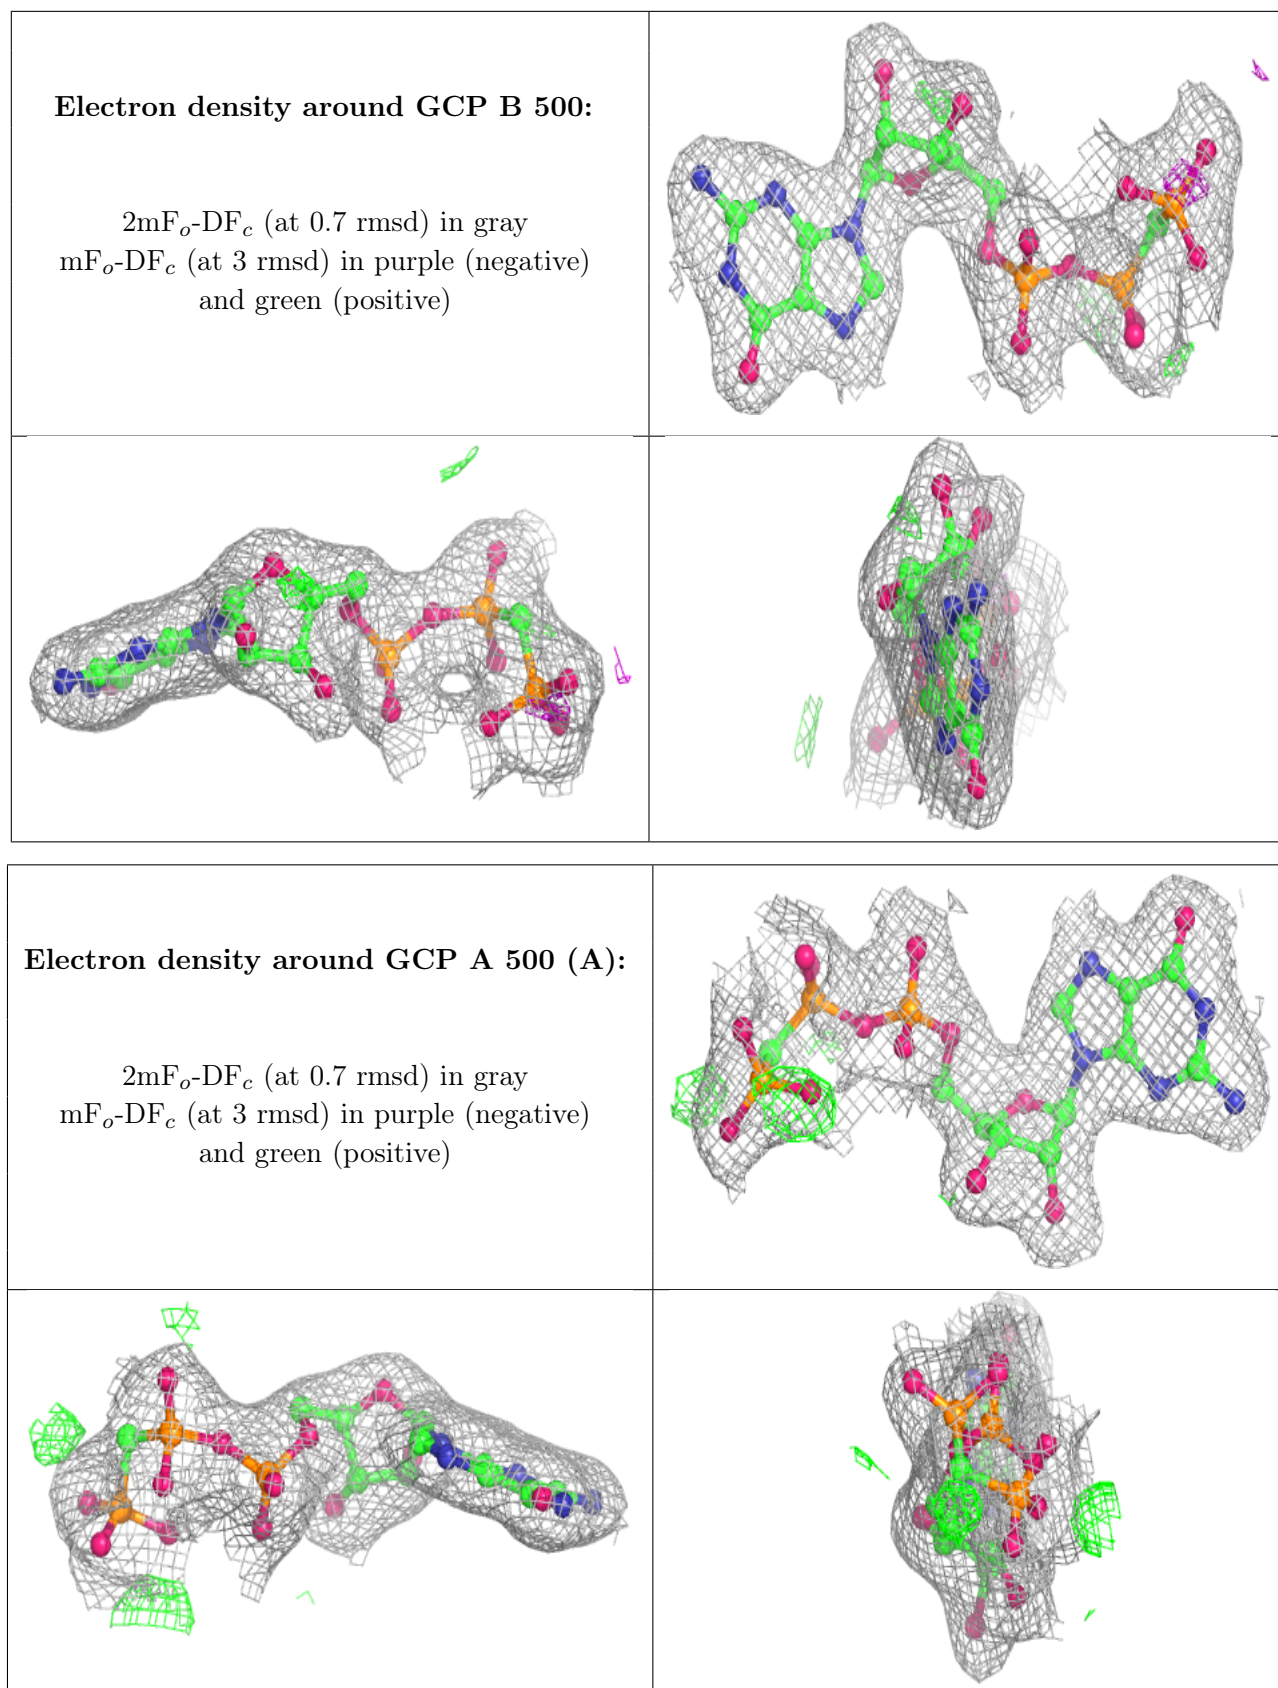 Electron density around GCP B 500:
2mFo-DFc (at 0.7 rmsd) in gray
mFo-DFc (at 3 rmsd) in purple (negative)
and green (positive)
Electron density around GCP A 500 (A):
2mFo-DFc (at 0.7 rmsd) in gray
mFo-DFc (at 3 rmsd) in purple (negative)
and green (positive)